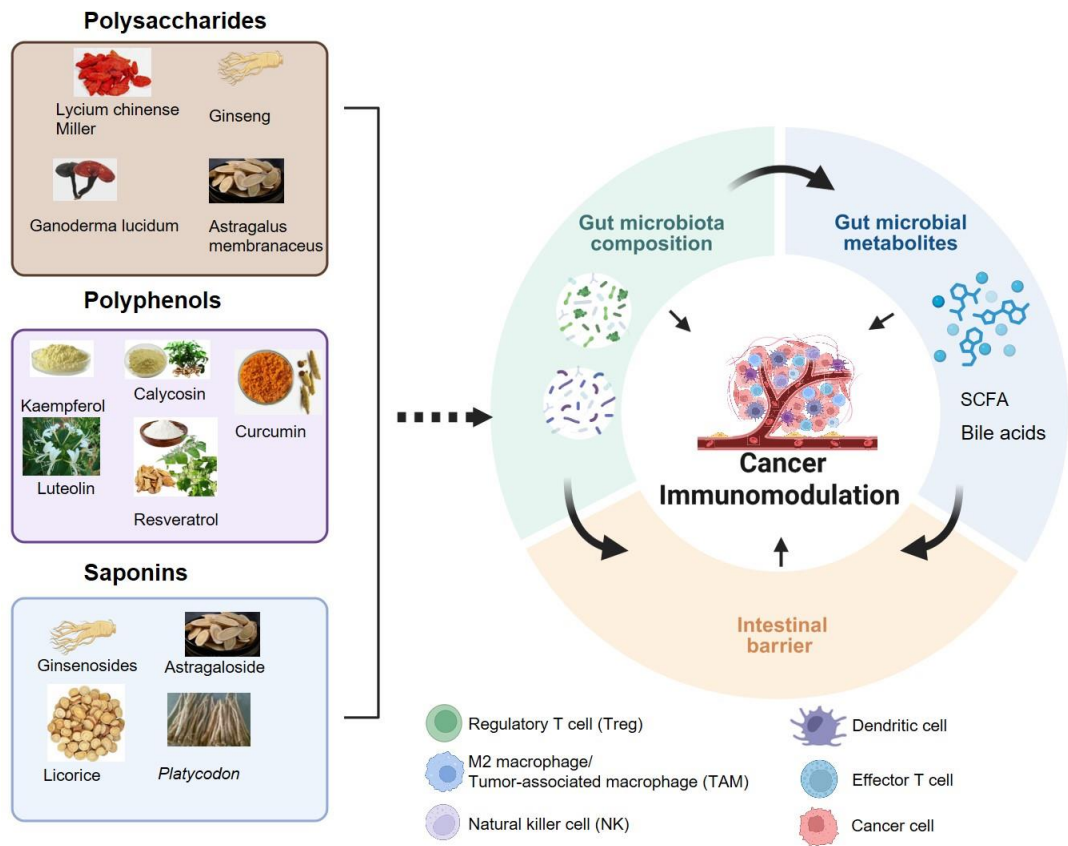 Polysaccharides
Lycium chinense
Miller
Ginseng
Ganoderma lucidum
Astragalus
membranaceus
Polyphenols
Kaempferol
Calycosin
Curcumin
Luteolin
Resveratrol
Saponins
Ginsenosides
Astragaloside
Licorice
Platycodon
Gut microbiota
composition
Gut microbial
metabolites
SCFA
Bile acids
Cancer
Immunomodulation
Intestinal
barrier
Regulatory T cell (Treg)
M2 macrophage/
Tumor-associated macrophage (TAM)
Natural killer cell (NK)
Dendritic cell
Effector T cell
Cancer cell